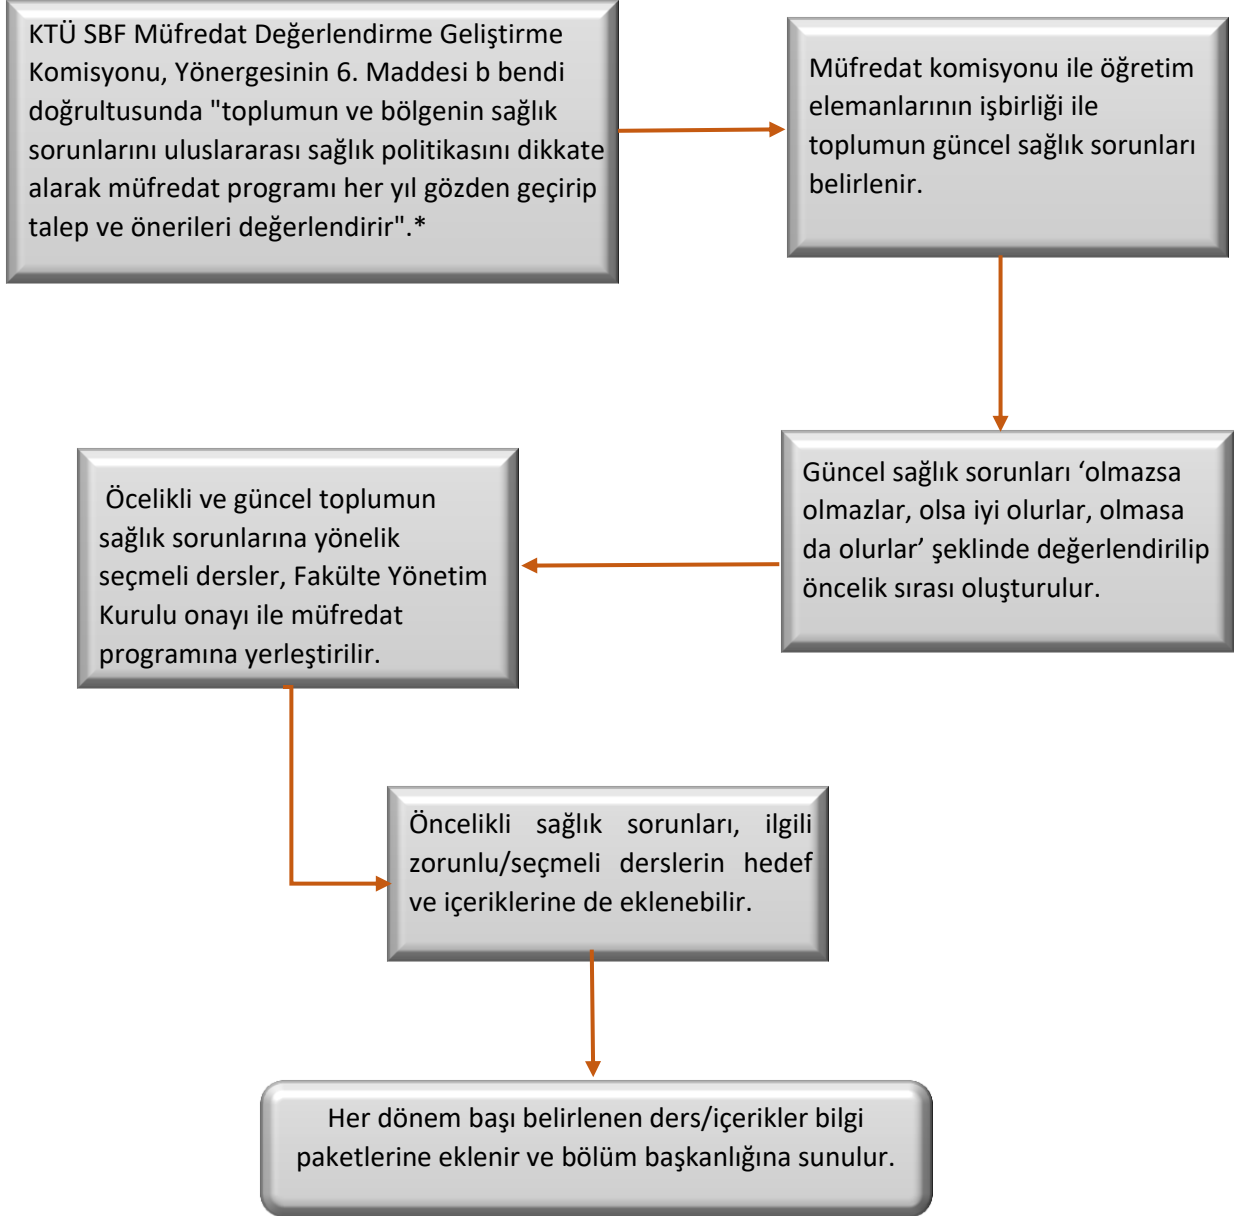 KTÜ SBF Müfredat Değerlendirme Geliştirme
Komisyonu, Yönergesinin 6. Maddesi b bendi
doğrultusunda "toplumun ve bölgenin sağlık
sorunlarını uluslararası sağlık politikasını dikkate
alarak müfredat programı her yıl gözden geçirip
talep ve önerileri değerlendirir".*
Müfredat komisyonu ile öğretim
elemanlarının işbirliği ile
toplumun güncel sağlık sorunları
belirlenir.
Güncel sağlık sorunları ‘olmazsa
olmazlar, olsa iyi olurlar, olmasa
da olurlar’ şeklinde değerlendirilip
öncelik sırası oluşturulur.
Öcelikli ve güncel toplumun
sağlık sorunlarına yönelik
seçmeli dersler, Fakülte Yönetim
Kurulu onayı ile müfredat
programına yerleştirilir.
Öncelikli sağlık sorunları, ilgili
zorunlu/seçmeli derslerin hedef
ve içeriklerine de eklenebilir.
Her dönem başı belirlenen ders/içerikler bilgi
paketlerine eklenir ve bölüm başkanlığına sunulur.